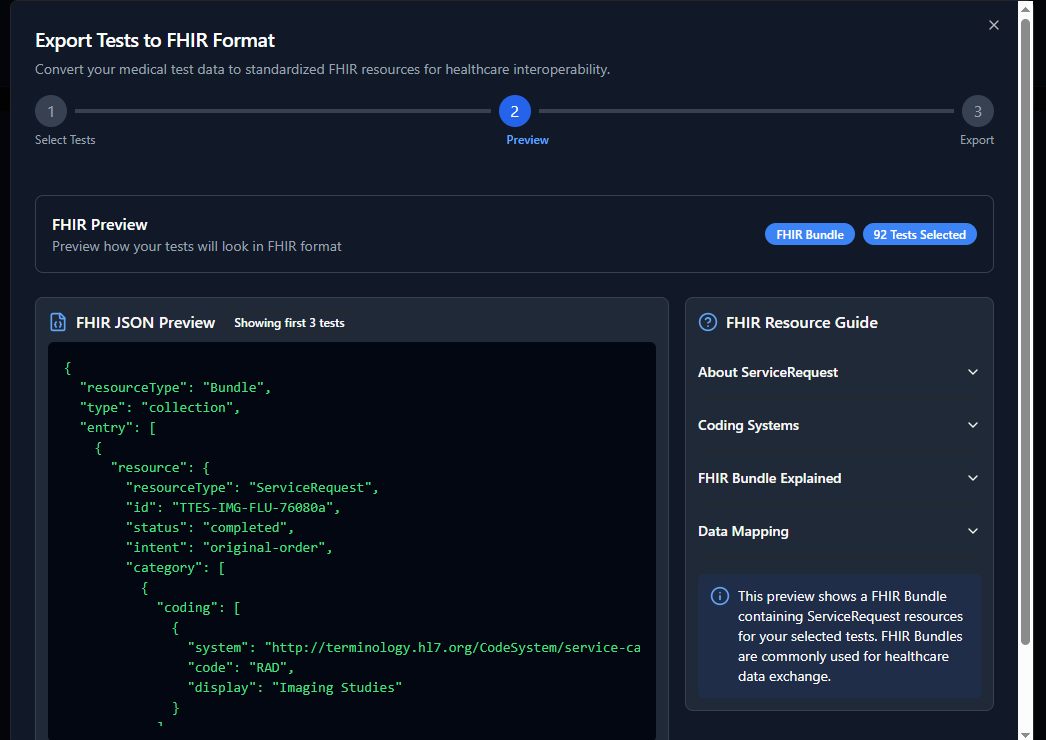 Export Tests to FHIR Format
Convert your medical test data to standardized FHIR resources for healthcare interoperability.
1
2
3
Select Tests
Preview
Export
FHIR Preview
Preview how your tests will look in FHIR format
FHIR Bundle
92 Tests Selected
FHIR JSON Preview
Showing first 3 tests
{
"resourceType": "Bundle",
"type": "collection",
"entry": [
{
"resource": {
"resourceType": "ServiceRequest",
"id": "TTES-IMG-FLU-76080a",
"status": "completed",
"intent": "original-order",
"category": [
{
"coding": [
{
"system": "http://terminology.hl7.org/CodeSystem/service-ca
"code": "RAD",
"display": "Imaging Studies"
}
]
FHIR Resource Guide
About ServiceRequest
Coding Systems
FHIR Bundle Explained
Data Mapping
This preview shows a FHIR Bundle
containing ServiceRequest resources
for your selected tests. FHIR Bundles
are commonly used for healthcare
data exchange.